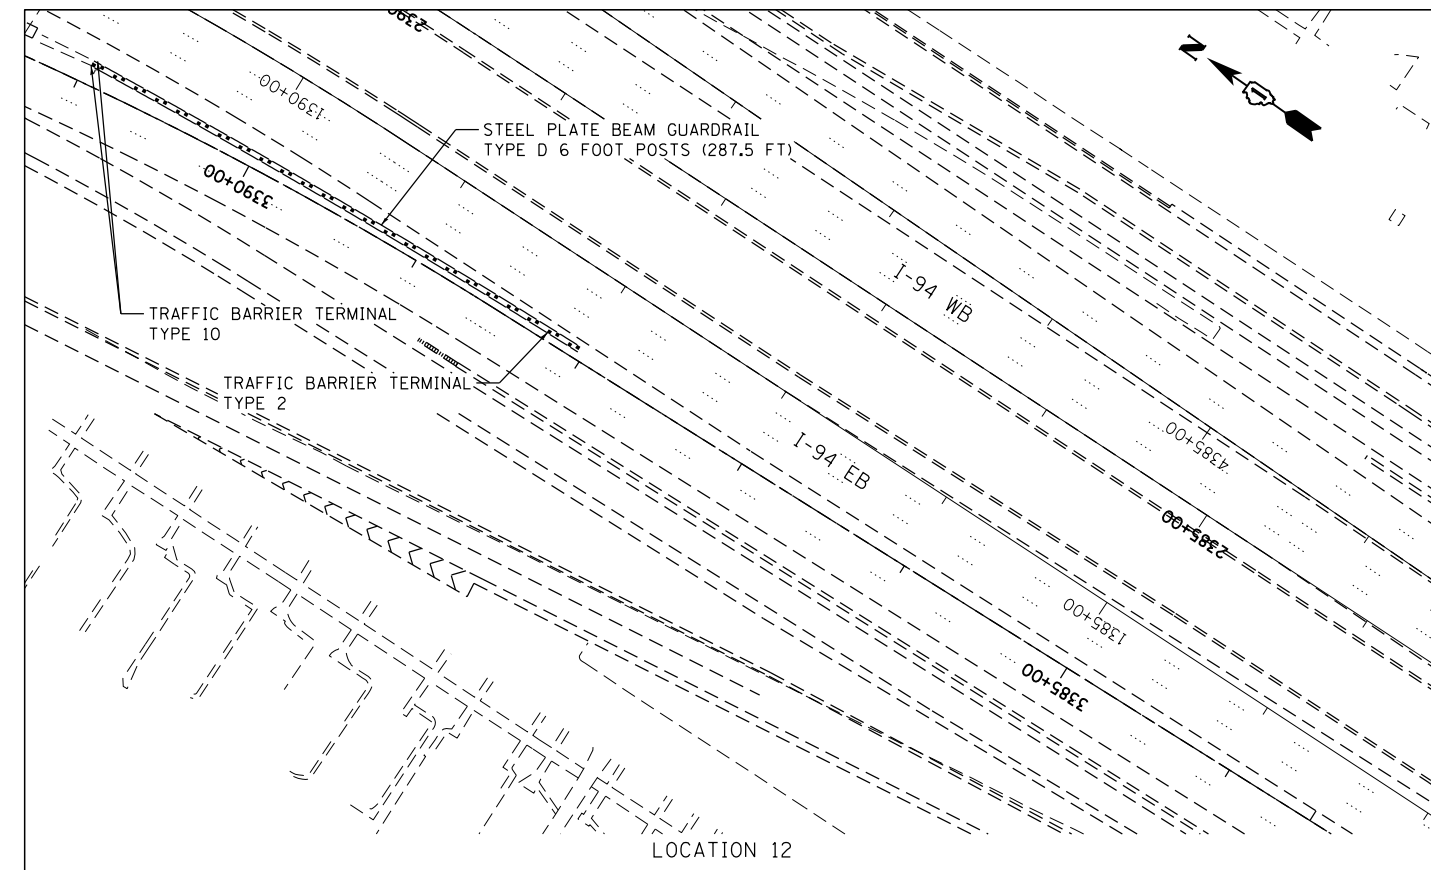 2390
N
1390+00
STEEL PLATE BEAM GUARDRAIL
TYPE D 6 FOOT POSTS (287.5 FT)
3390+00
I-94 WB
TRAFFIC BARRIER TERMINAL
TYPE 10
TRAFFIC BARRIER TERMINAL
TYPE 2
I-94 EB
4385+00
2385+00
1385+00
3385+00
LOCATION 12